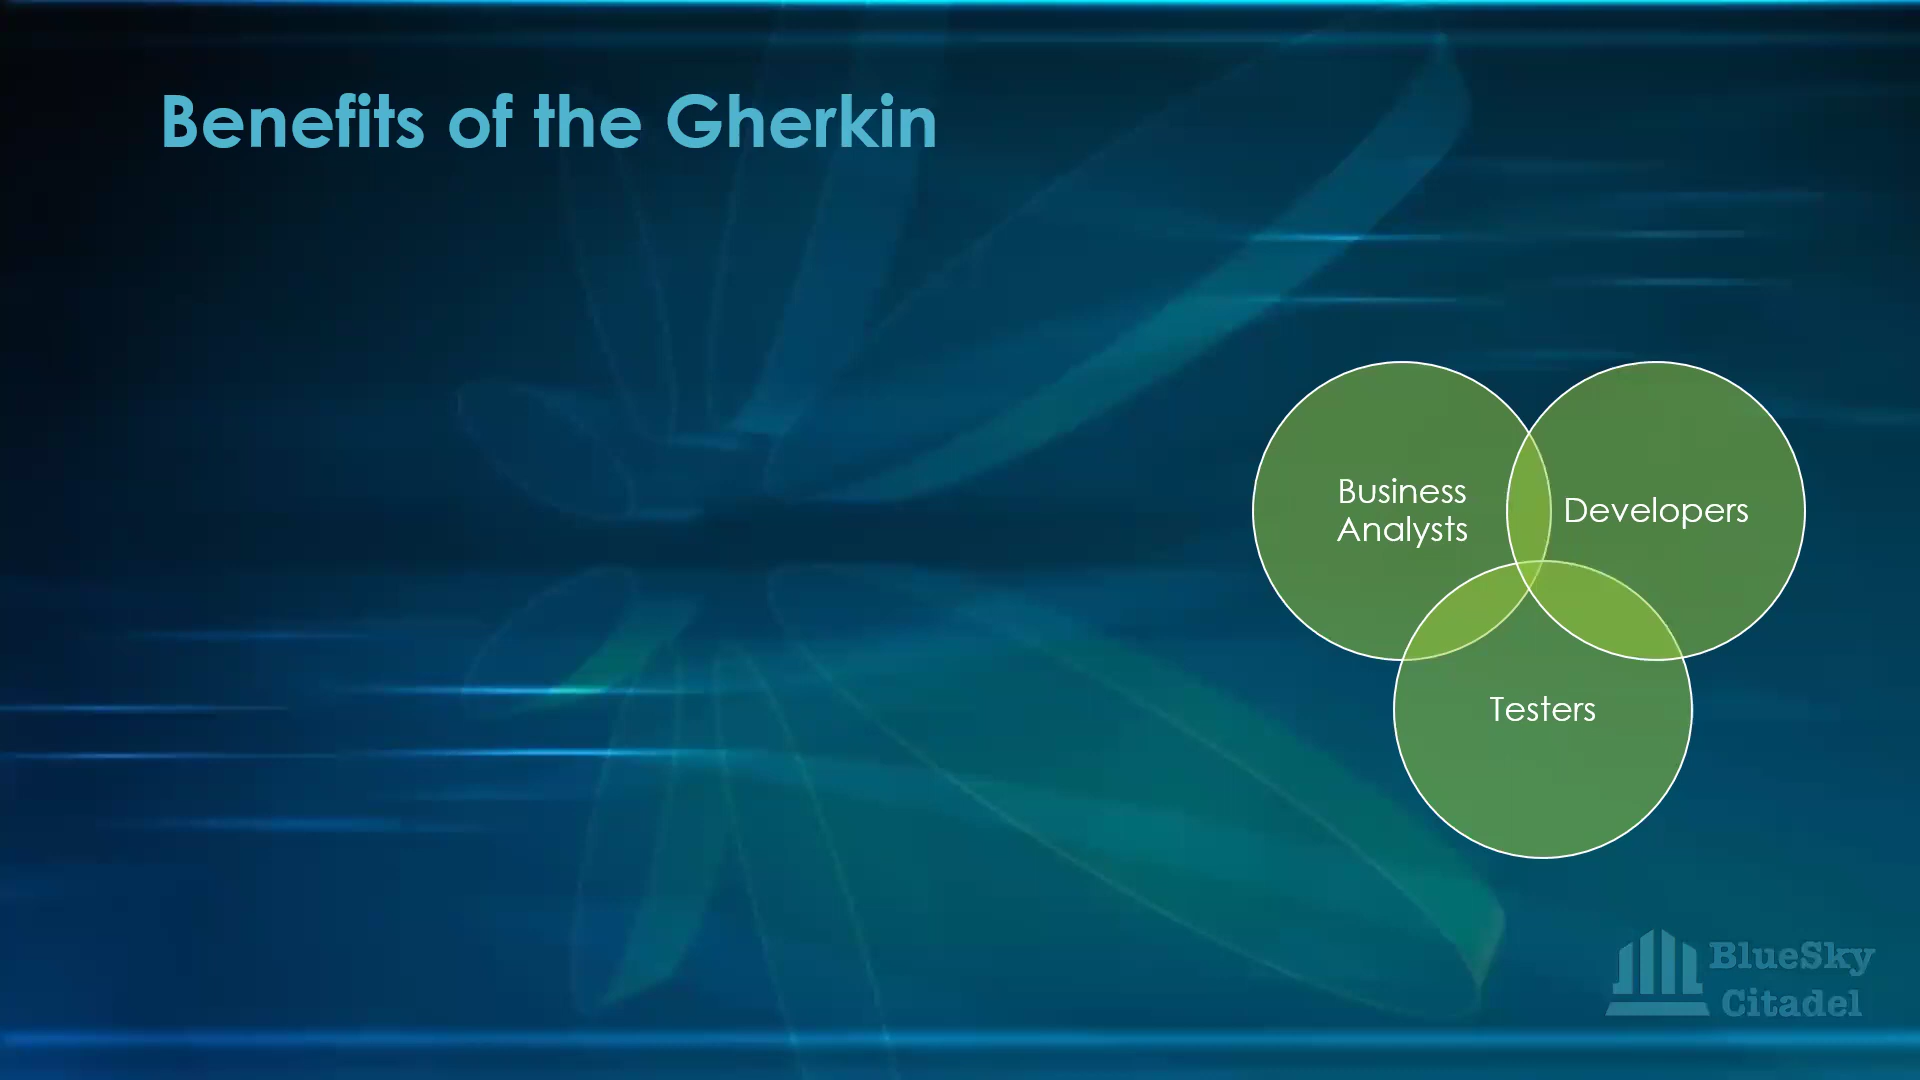 Benefits of the Gherkin
Business
Analysts
Developers
Testers
BlueSky
Citadel